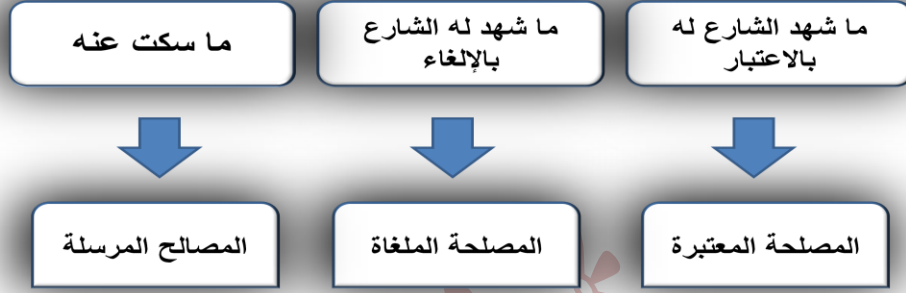 ما شهد الشارع له
بالاعتبار
ما شهد له الشارع
بالإلغاء
ما سكت عنه
المصلحة المعتبرة
المصلحة الملغاة
المصالح المرسلة